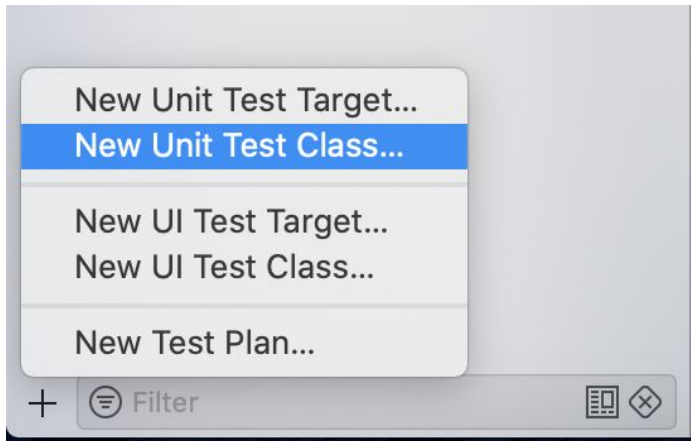 New Unit Test Target...
New Unit Test Class...
New UI Test Target...
New UI Test Class...
New Test Plan...
Filter